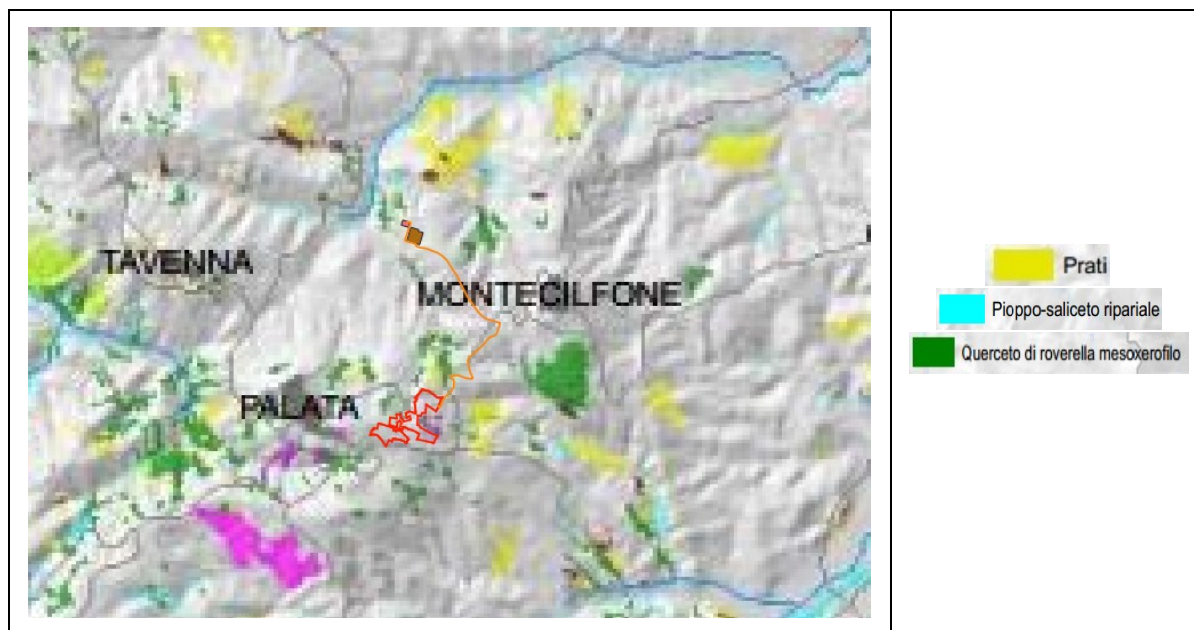 TAVENNA
MONTECILFONE
PALATA
Prati
Pioppo-saliceto ripariale
Querceto di roverella mesoxerofilo